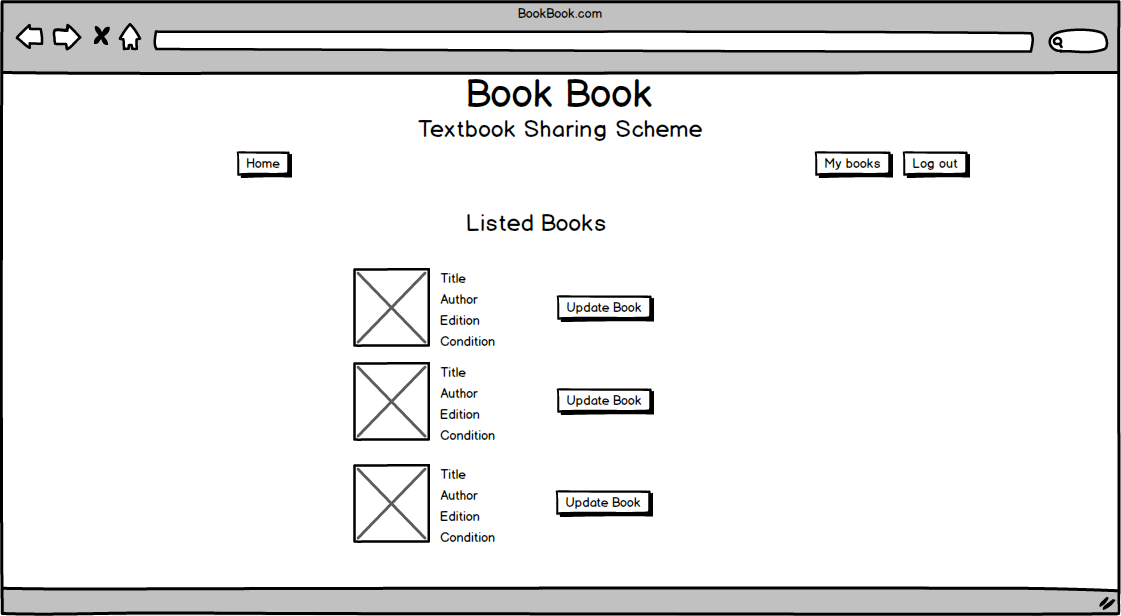 BookBook.com
Book Book
Textbook Sharing Scheme
Home My books Log out
Listed Books
Title
Author
Edition
Condition
Update Book
Title
Author
Edition
Condition
Update Book
Title
Author
Edition
Condition
Update Book